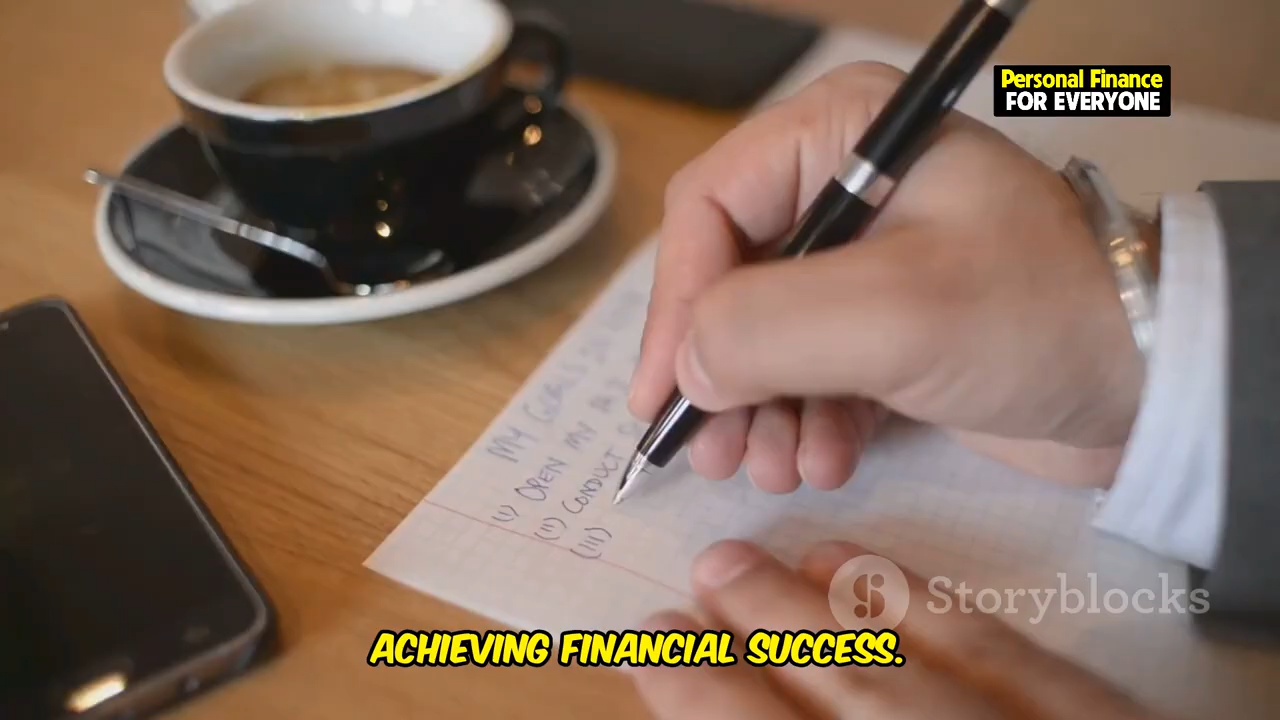 Personal Finance
FOR EVERYONE
MY GOALS
(I) OPEN MY
(II) CONDUCT
(III)
Storyblocks
ACHIEVING FINANCIAL SUCCESS.